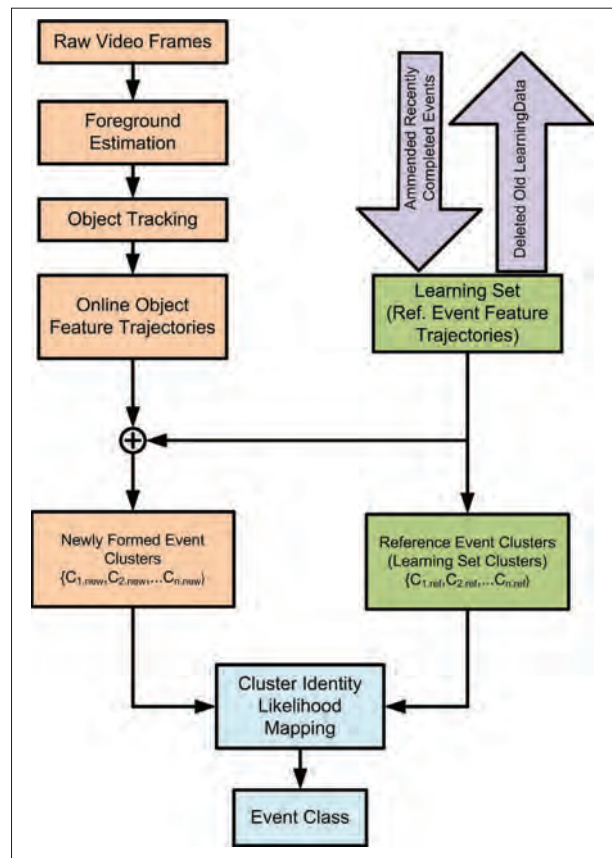 Raw Video Frames
Foreground
Estimation
Object Tracking
Online Object
Feature Trajectories
Ammended Recently
Completed Events
Deleted Old LearningData
Learning Set
(Ref. Event Feature
Trajectories)
+
Newly Formed Event
Clusters
{C1.new,C2.new,...Cn.new)
Reference Event Clusters
(Learning Set Clusters)
{C1.ref,C2.ref,...Cn.ref)
Cluster Identity
Likelihood
Mapping
Event Class